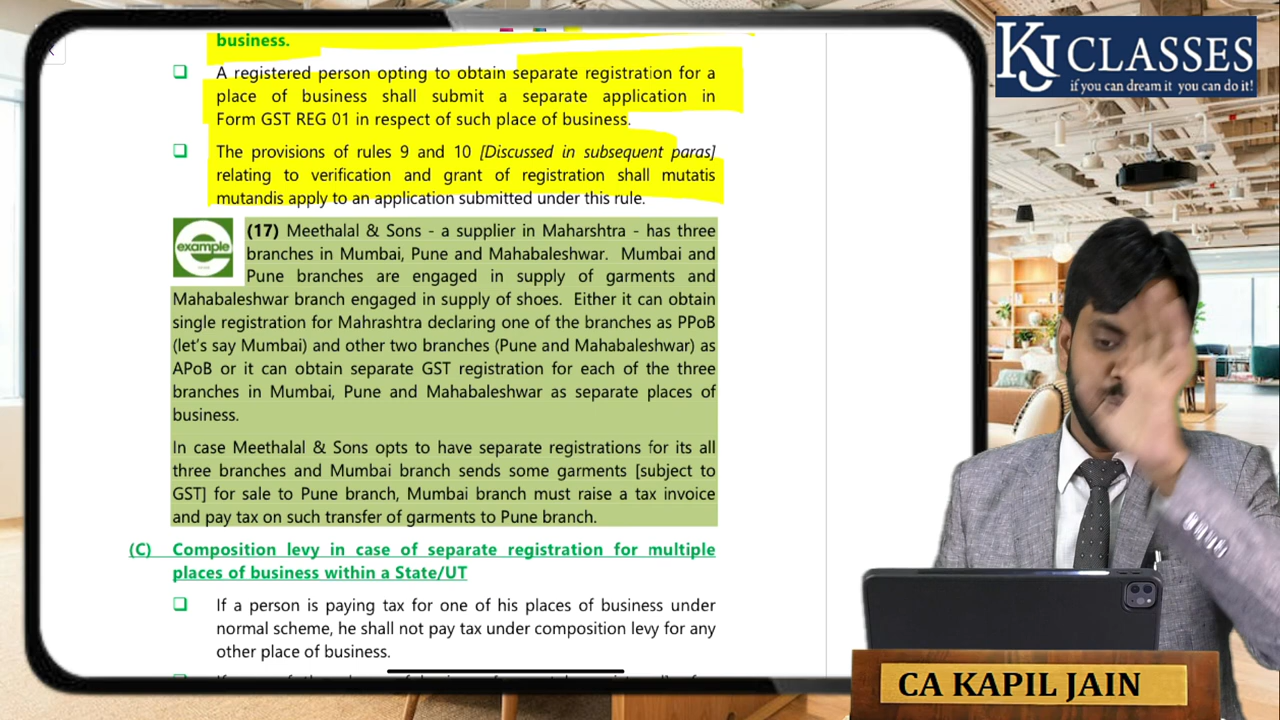 business.
❑ A registered person opting to obtain separate registration for a
place of business shall submit a separate application in
Form GST REG 01 in respect of such place of business.
❑ The provisions of rules 9 and 10 [Discussed in subsequent paras]
relating to verification and grant of registration shall mutatis
mutandis apply to an application submitted under this rule.
example
(17) Meethalal & Sons - a supplier in Maharshtra - has three
branches in Mumbai, Pune and Mahabaleshwar. Mumbai and
Pune branches are engaged in supply of garments and
Mahabaleshwar branch engaged in supply of shoes. Either it can obtain
single registration for Mahrashtra declaring one of the branches as PPoB
(let's say Mumbai) and other two branches (Pune and Mahabaleshwar) as
APoB or it can obtain separate GST registration for each of the three
branches in Mumbai, Pune and Mahabaleshwar as separate places of
business.
In case Meethalal & Sons opts to have separate registrations for its all
three branches and Mumbai branch sends some garments [subject to
GST] for sale to Pune branch, Mumbai branch must raise a tax invoice
and pay tax on such transfer of garments to Pune branch.
(C) Composition levy in case of separate registration for multiple
places of business within a State/UT
❑ If a person is paying tax for one of his places of business under
normal scheme, he shall not pay tax under composition levy for any
other place of business.
KJ CLASSES
if you can dream it you can do it!
CA KAPIL JAIN